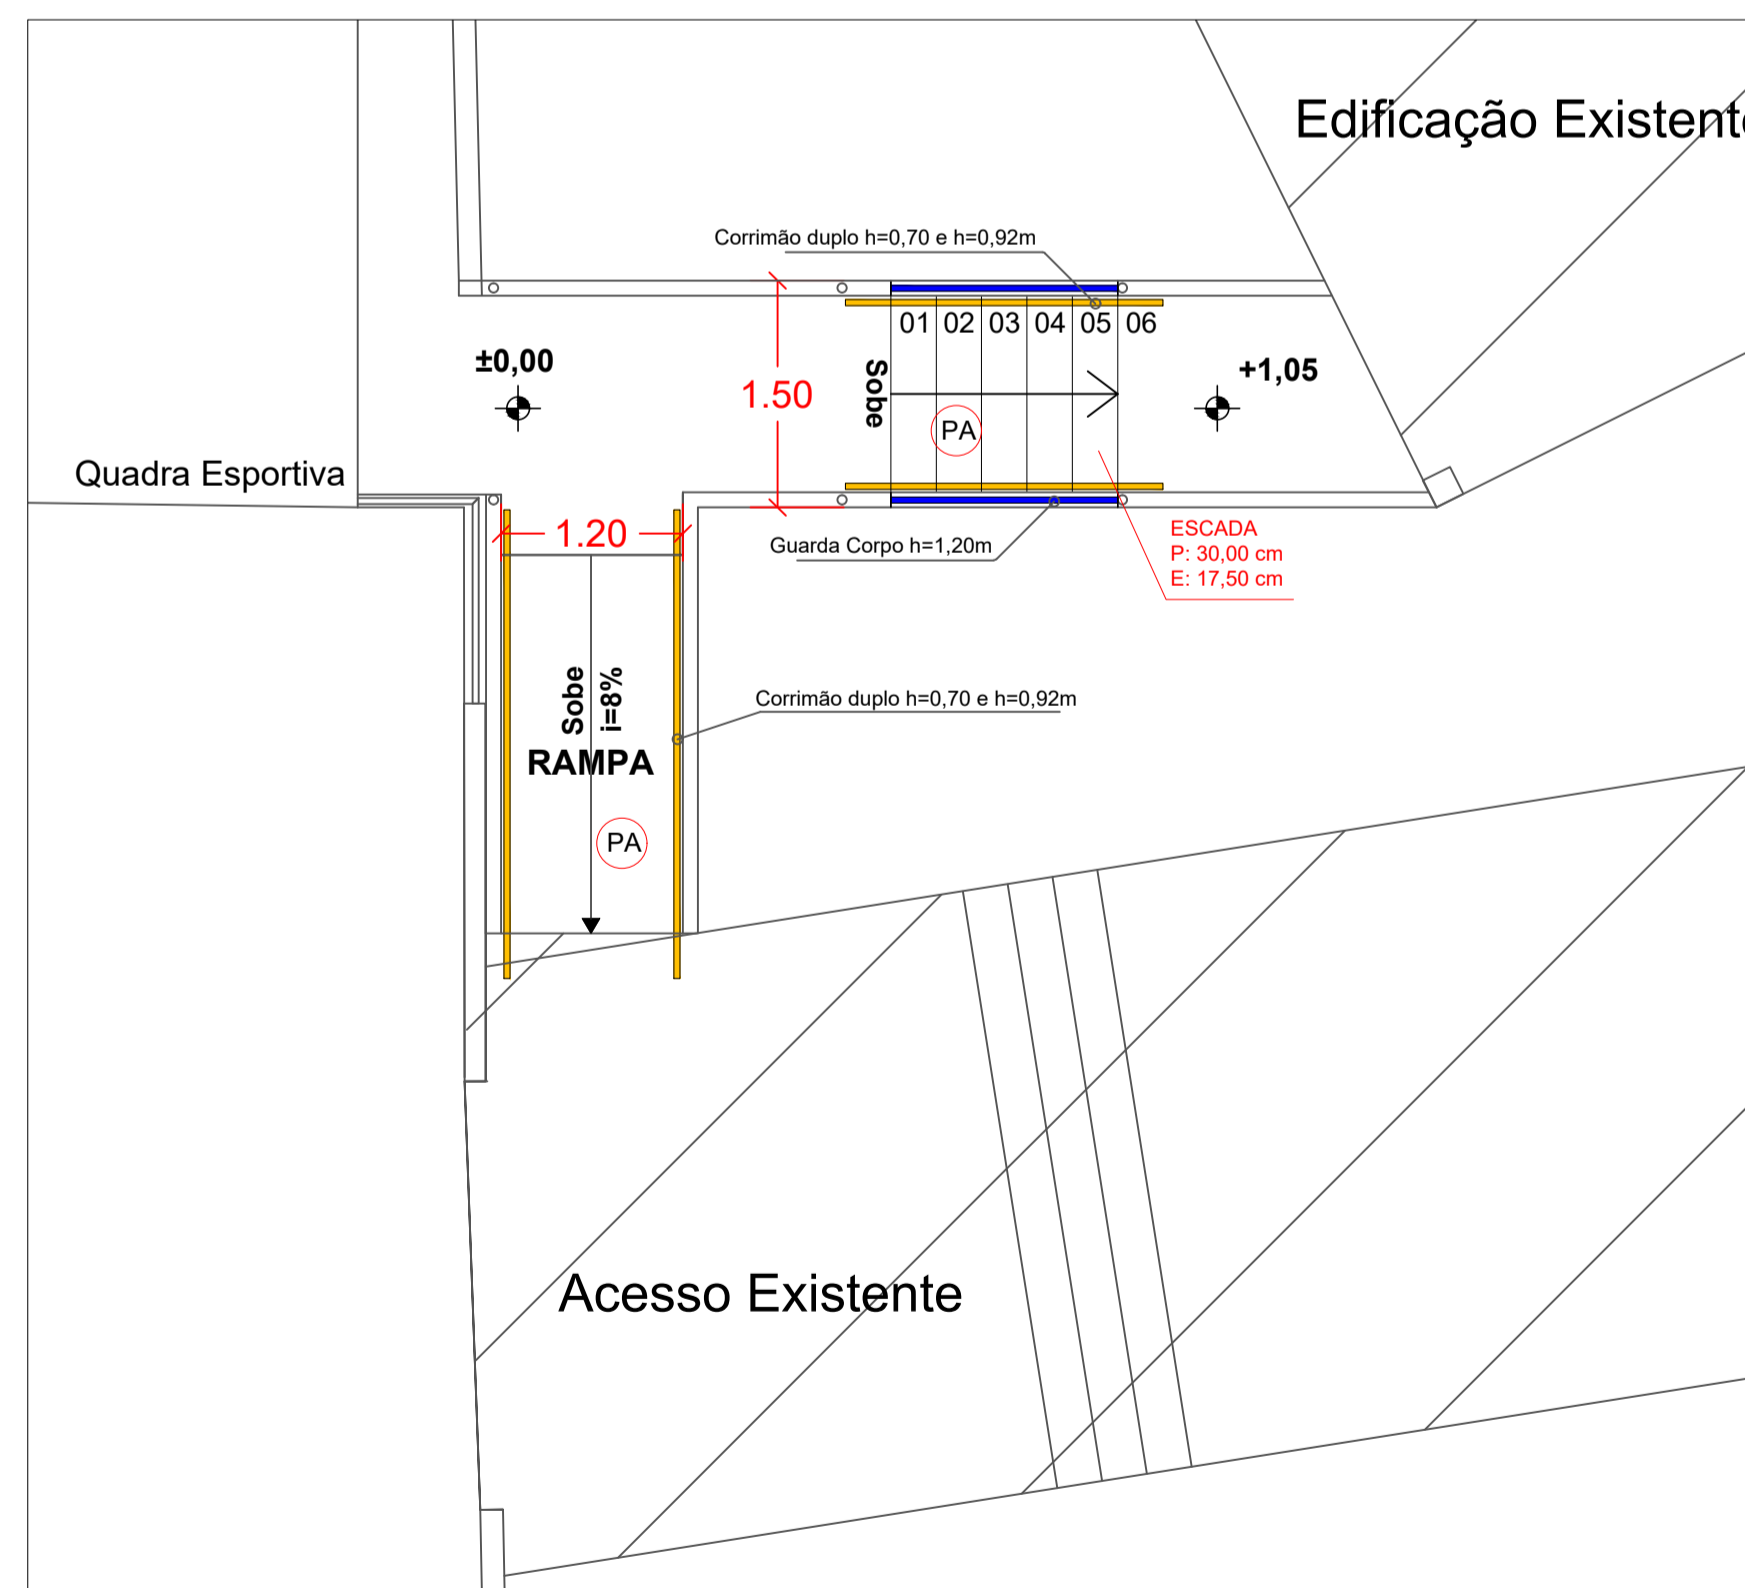 Edificação Existente
Corrimão duplo h=0,70 e h=0,92m
01 02 03 04 05 06
±0,00
+1,05
1.50
Sobe
PA
Quadra Esportiva
1.20
Guarda Corpo h=1,20m
ESCADA
P: 30,00 cm
E: 17,50 cm
Sobe
i=8%
Corrimão duplo h=0,70 e h=0,92m
RAMPA
PA
Acesso Existente